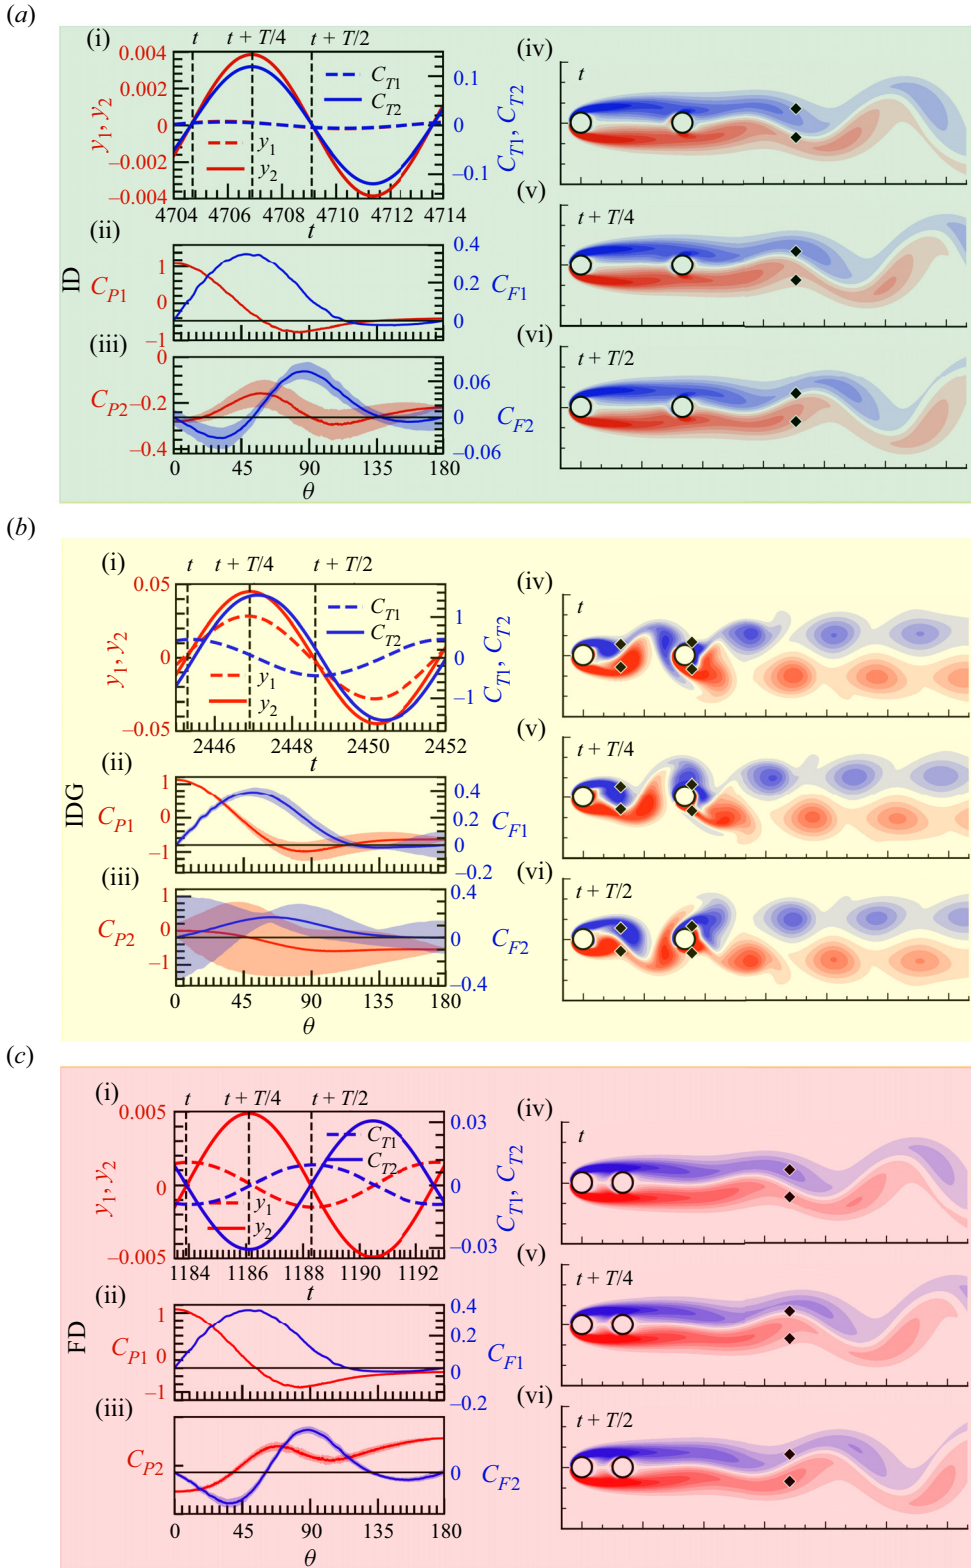 (a)
(i)
t
t + T/4
t + T/2
0.004
0.002
0
−0.002
−0.004
y1, y2
CT1
CT2
y1
y2
0.1
0
−0.1
CT1, CT2
4704
4706
4708
4710
4712
4714
t
(ii)
1
0
−1
CP1
0.4
0.2
0
CF1
ID
(iii)
0
−0.2
−0.4
CP2
0.06
0
−0.06
CF2
0
45
90
135
180
θ
(iv)
t
(v)
t + T/4
(vi)
t + T/2
(b)
(i)
t
t + T/4
t + T/2
0.05
0
−0.05
y1, y2
CT1
CT2
y1
y2
1
0
−1
CT1, CT2
2446
2448
2450
2452
t
(ii)
1
0
−1
CP1
0.4
0.2
0
−0.2
CF1
IDG
(iii)
1
0
−1
CP2
0.4
0
−0.4
CF2
0
45
90
135
180
θ
(iv)
t
(v)
t + T/4
(vi)
t + T/2
(c)
(i)
t
t + T/4
t + T/2
0.005
0
−0.005
y1, y2
CT1
CT2
y1
y2
0.03
0
−0.03
CT1, CT2
1184
1186
1188
1190
1192
t
(ii)
1
0
−1
CP1
0.4
0.2
0
−0.2
CF1
FD
(iii)
CP2
0
CF2
0
45
90
135
180
θ
(iv)
t
(v)
t + T/4
(vi)
t + T/2